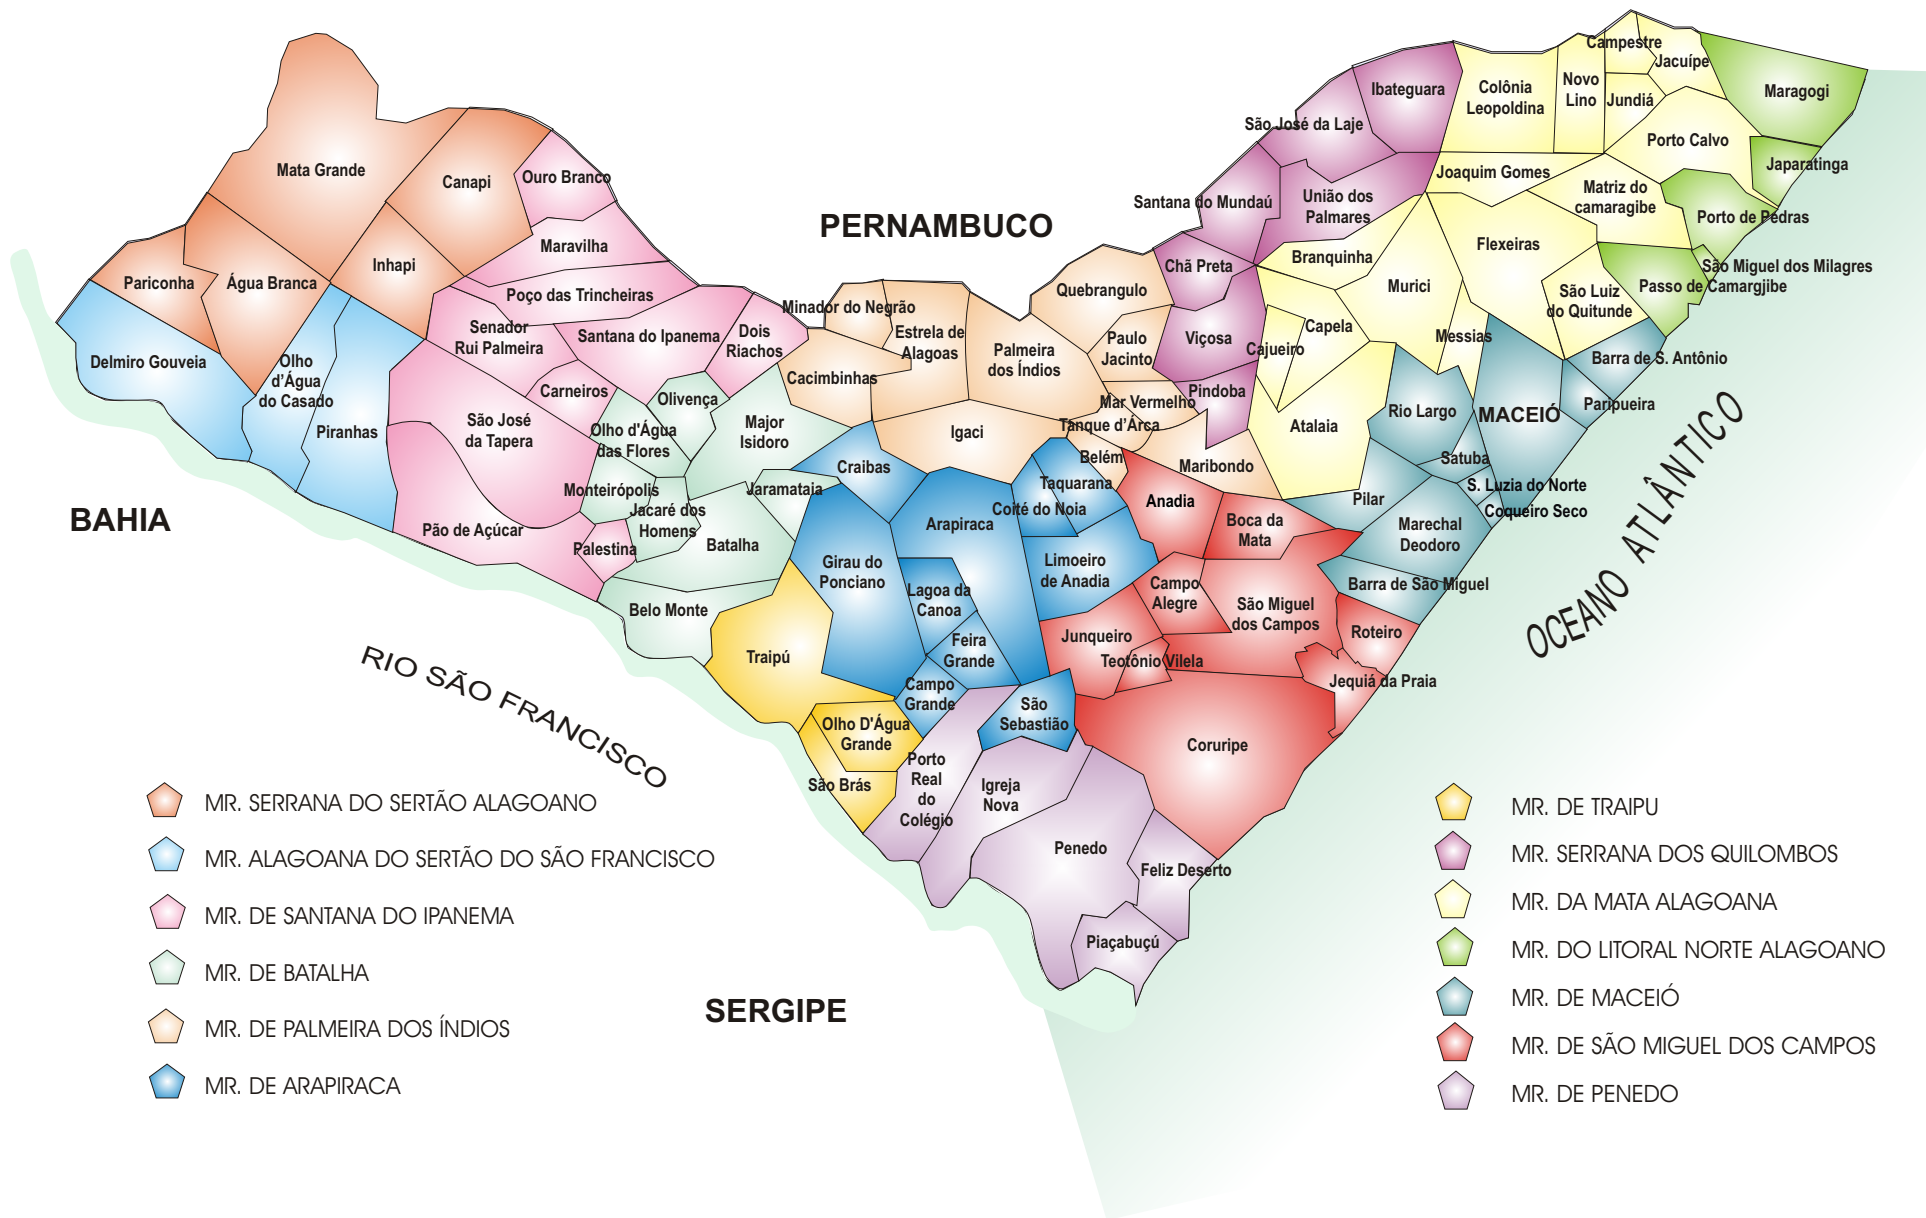 Campestre
Jacuípe
Ibateguara
Colônia
Leopoldina
Novo
Lino
Jundiá
Maragogi
São José da Laje
Porto Calvo
Japaratinga
Mata Grande
Canapi
Ouro Branco
Joaquim Gomes
Matriz do
camaragibe
Santana do Mundaú
União dos
Palmares
Porto de Pedras
PERNAMBUCO
Maravilha
Flexeiras
Branquinha
Chã Preta
Inhapi
São Miguel dos Milagres
Pariconha
Água Branca
Poço das Trincheiras
Quebrangulo
Murici
Passo de Camargjibe
São Luiz
do Quitunde
Minador do Negrão
Senador
Rui Palmeira
Santana do Ipanema
Dois
Riachos
Estrela de
Alagoas
Palmeira
dos Índios
Paulo
Jacinto
Viçosa
Cajueiro
Capela
Messias
Barra de S. Antônio
Delmiro Gouveia
Olho
d'Água
do Casado
Carneiros
Cacimbinhas
Pindoba
Mar Vermelho
Paripueira
Olivença
MACEIÓ
Rio Largo
São José
da Tapera
Piranhas
Olho d'Água
das Flores
Major
Isidoro
Igaci
Tanque d'Árca
Atalaia
Belém
Craibas
Maribondo
Satuba
Taquarana
S. Luzia do Norte
Monteirópolis
Jaramataia
Anadia
Pilar
Coqueiro Seco
BAHIA
Pão de Açúcar
Jacaré dos
Homens
Arapiraca
Coité do Noia
Boca da
Mata
Marechal
Deodoro
Palestina
Batalha
Girau do
Ponciano
Limoeiro
de Anadia
Barra de São Miguel
Lagoa da
Canoa
Campo
Alegre
Belo Monte
São Miguel
dos Campos
OCEANO ATLÂNTICO
Junqueiro
Roteiro
Feira
Grande
Traipú
Teotônio Vilela
RIO SÃO FRANCISCO
Jequiá da Praia
Campo
Grande
São
Sebastião
Olho D'Água
Grande
Coruripe
Porto
Real
do
Colégio
São Brás
Igreja
Nova
Penedo
Feliz Deserto
Piaçabuçú
SERGIPE
MR. SERRANA DO SERTÃO ALAGOANO
MR. ALAGOANA DO SERTÃO DO SÃO FRANCISCO
MR. DE SANTANA DO IPANEMA
MR. DE BATALHA
MR. DE PALMEIRA DOS ÍNDIOS
MR. DE ARAPIRACA
MR. DE TRAIPU
MR. SERRANA DOS QUILOMBOS
MR. DA MATA ALAGOANA
MR. DO LITORAL NORTE ALAGOANO
MR. DE MACEIÓ
MR. DE SÃO MIGUEL DOS CAMPOS
MR. DE PENEDO